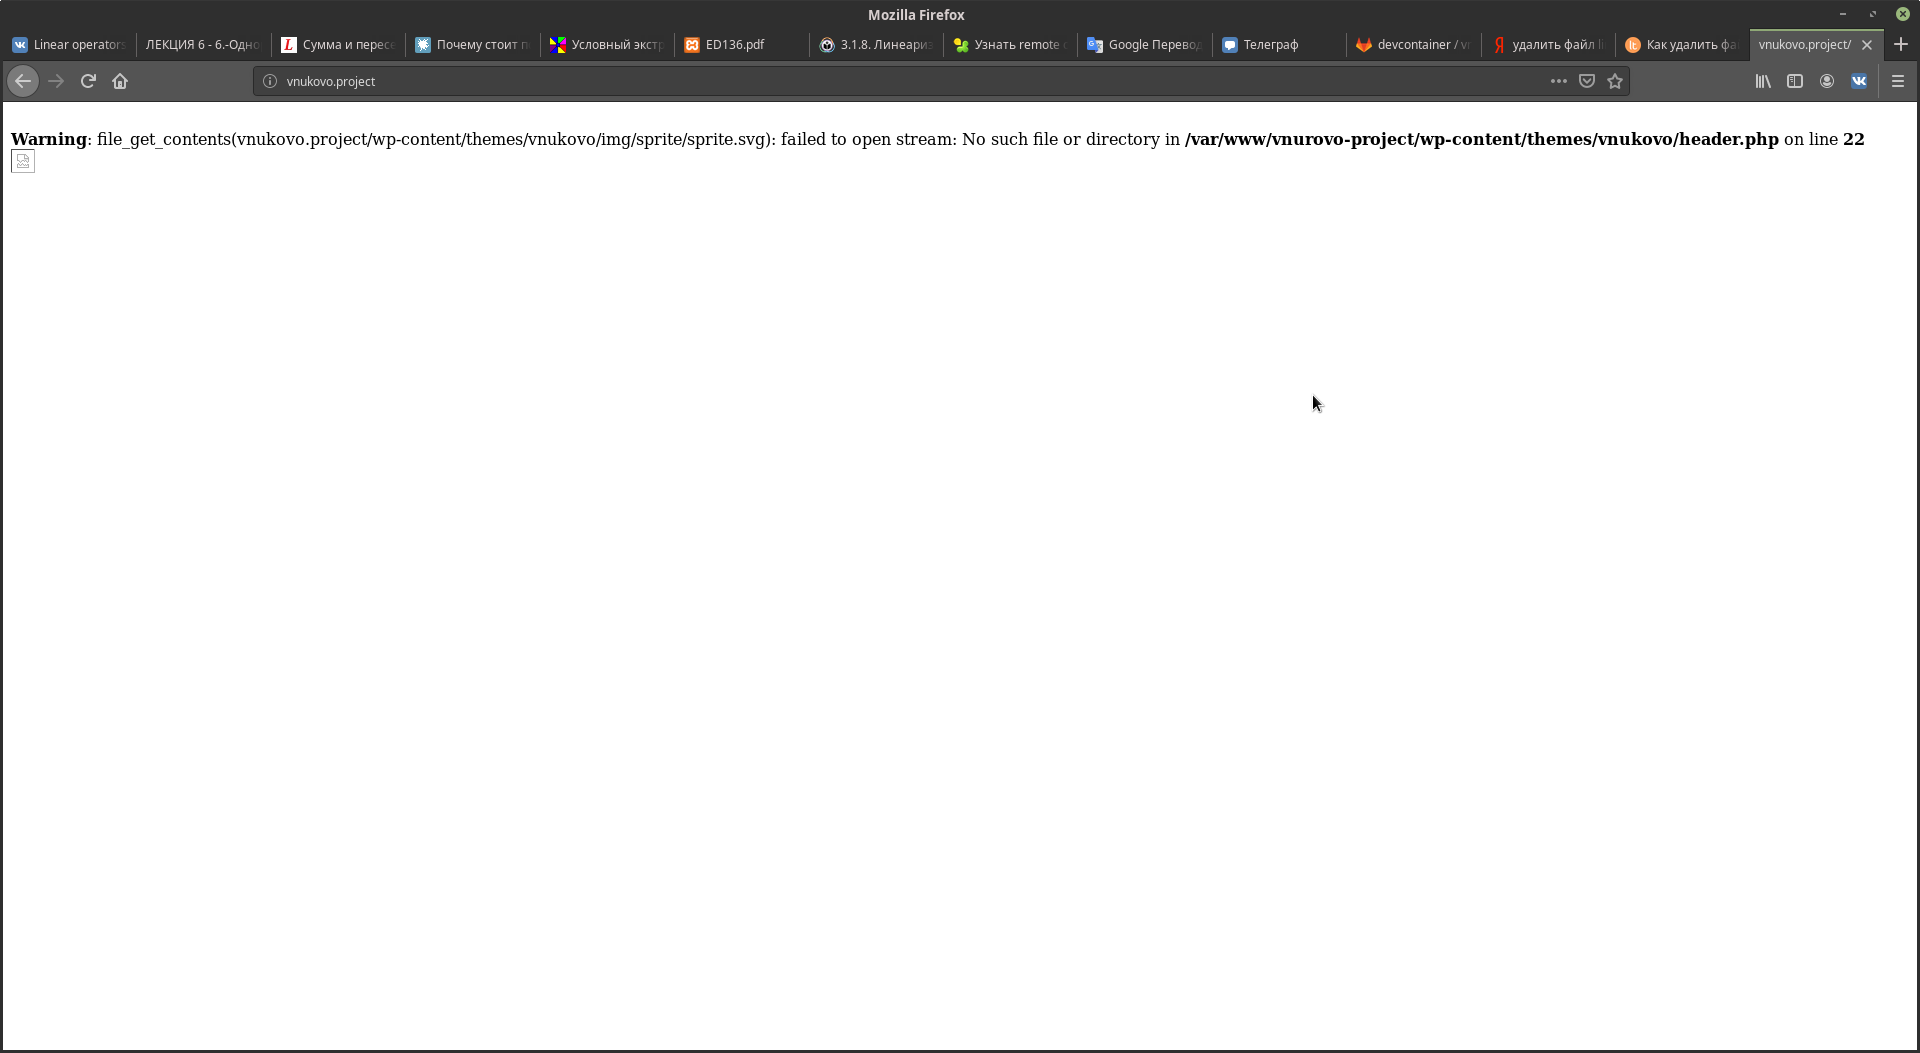 Mozilla Firefox
Linear operators
ЛЕКЦИЯ 6 - 6.-Одно
Сумма и пересе
Почему стоит п
Условный экстр
ED136.pdf
3.1.8. Линеариз
Узнать remote
Google Перевод
Телеграф
devcontainer / vn
удалить файл li
Как удалить фа
vnukovo.project/
vnukovo.project
Warning: file_get_contents(vnukovo.project/wp-content/themes/vnukovo/img/sprite/sprite.svg): failed to open stream: No such file or directory in /var/www/vnurovo-project/wp-content/themes/vnukovo/header.php on line 22